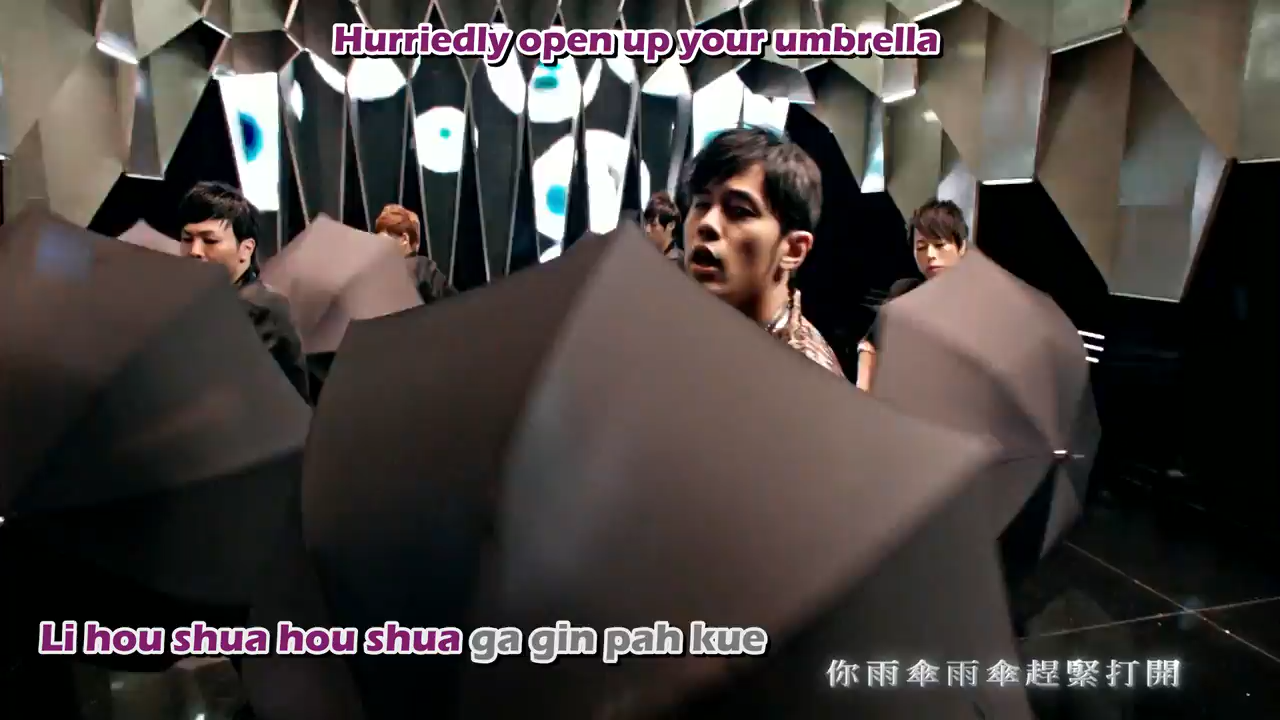 Hurriedly open up your umbrella
Li hou shua hou shua ga gin pah kue
你雨傘雨傘趕緊打開